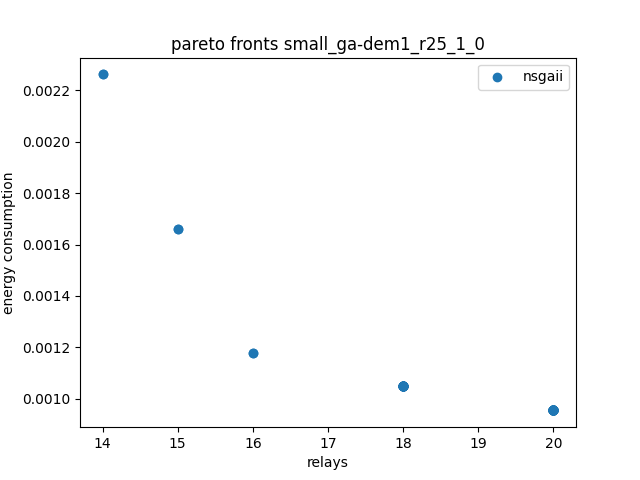 pareto fronts small_ga-dem1_r25_1_0
nsgaii
energy consumption
0.0022
0.0020
0.0018
0.0016
0.0014
0.0012
0.0010
14 15 16 17 18 19 20
relays